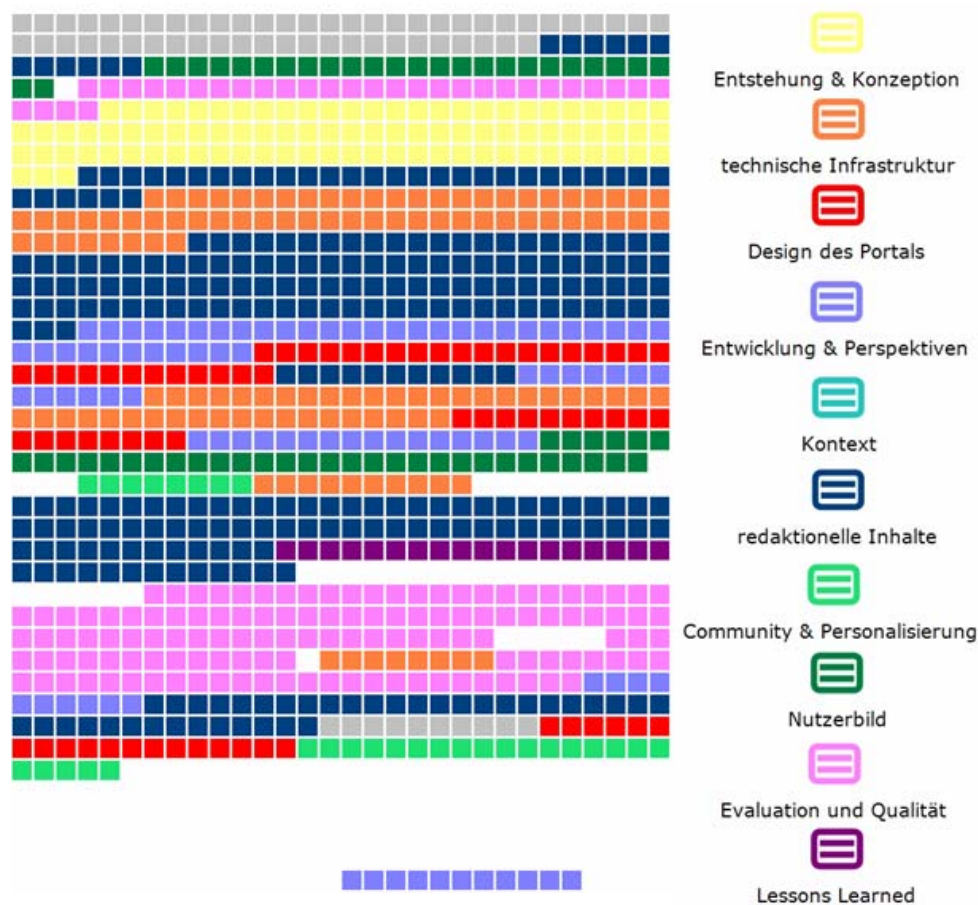 Entstehung & Konzeption
technische Infrastruktur
Design des Portals
Entwicklung & Perspektiven
Kontext
redaktionelle Inhalte
Community & Personalisierung
Nutzerbild
Evaluation und Qualität
Lessons Learned